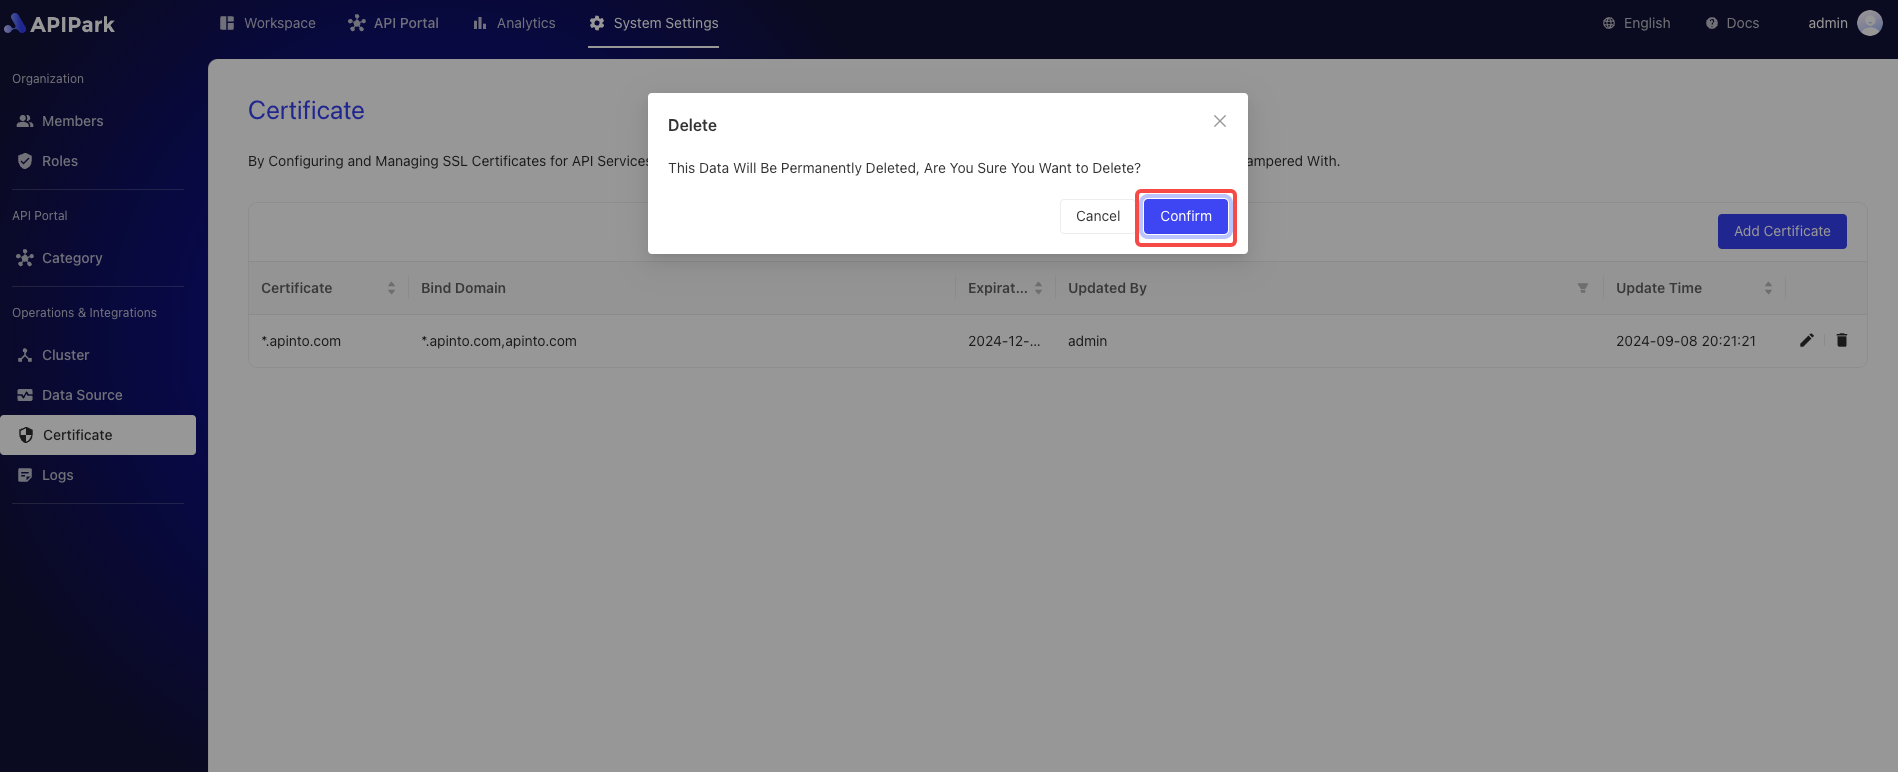 APIPark
Workspace
API Portal
Analytics
System Settings
English
Docs
admin
Organization
Members
Roles
API Portal
Category
Operations & Integrations
Cluster
Data Source
Certificate
Logs
Certificate
By Configuring and Managing SSL Certificates for API Services
ampered With.
Delete
This Data Will Be Permanently Deleted, Are You Sure You Want to Delete?
Cancel
Confirm
Add Certificate
Certificate
Bind Domain
Expirat...
Updated By
Update Time
*.apinto.com
*.apinto.com,apinto.com
2024-12-...
admin
2024-09-08 20:21:21